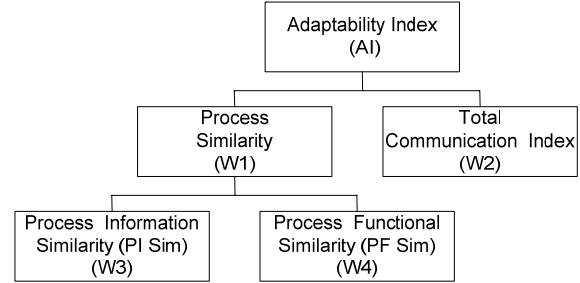 Adaptability Index
(AI)
Process
Similarity
(W1)
Total
Communication Index
(W2)
Process Information
Similarity (PI Sim)
(W3)
Process Functional
Similarity (PF Sim)
(W4)